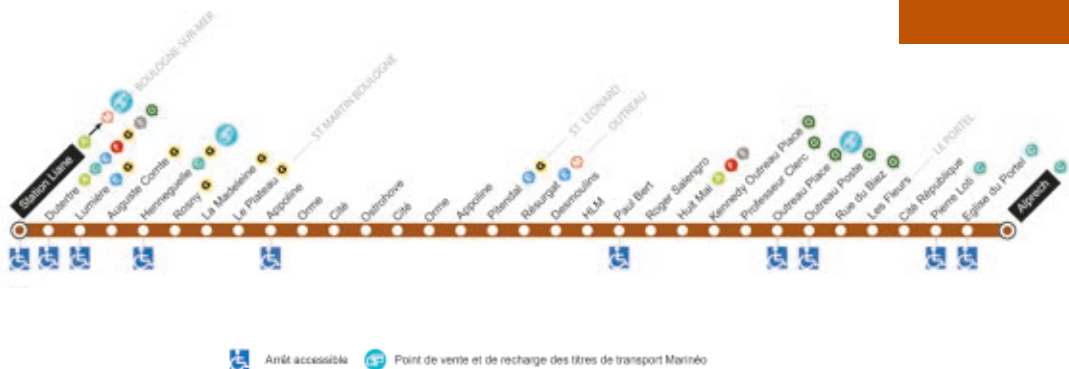 BOULOGNE-SUR-MER
ST MARTIN BOULOGNE
ST LEONARD
OUTREAU
LE PORTEL
Station Liane
Dutertre
Lumière
Auguste Comte
Henneguelle
Rosny
La Madeleine
Le Plateau
Appoline
Orme
Cité
Ostrohove
Cité
Orme
Appoline
Pitendal
Résurgat
Desmoulins
HLM
Paul Bert
Roger Salengro
Huit Mai
Kennedy Outreau Place
Professeur Clerc
Outreau Place
Outreau Poste
Rue du Biez
Les Fleurs
Cité République
Pierre Loti
Eglise du Portel
Alprech
Arrêt accessible
Point de vente et de recharge des titres de transport Marinéo